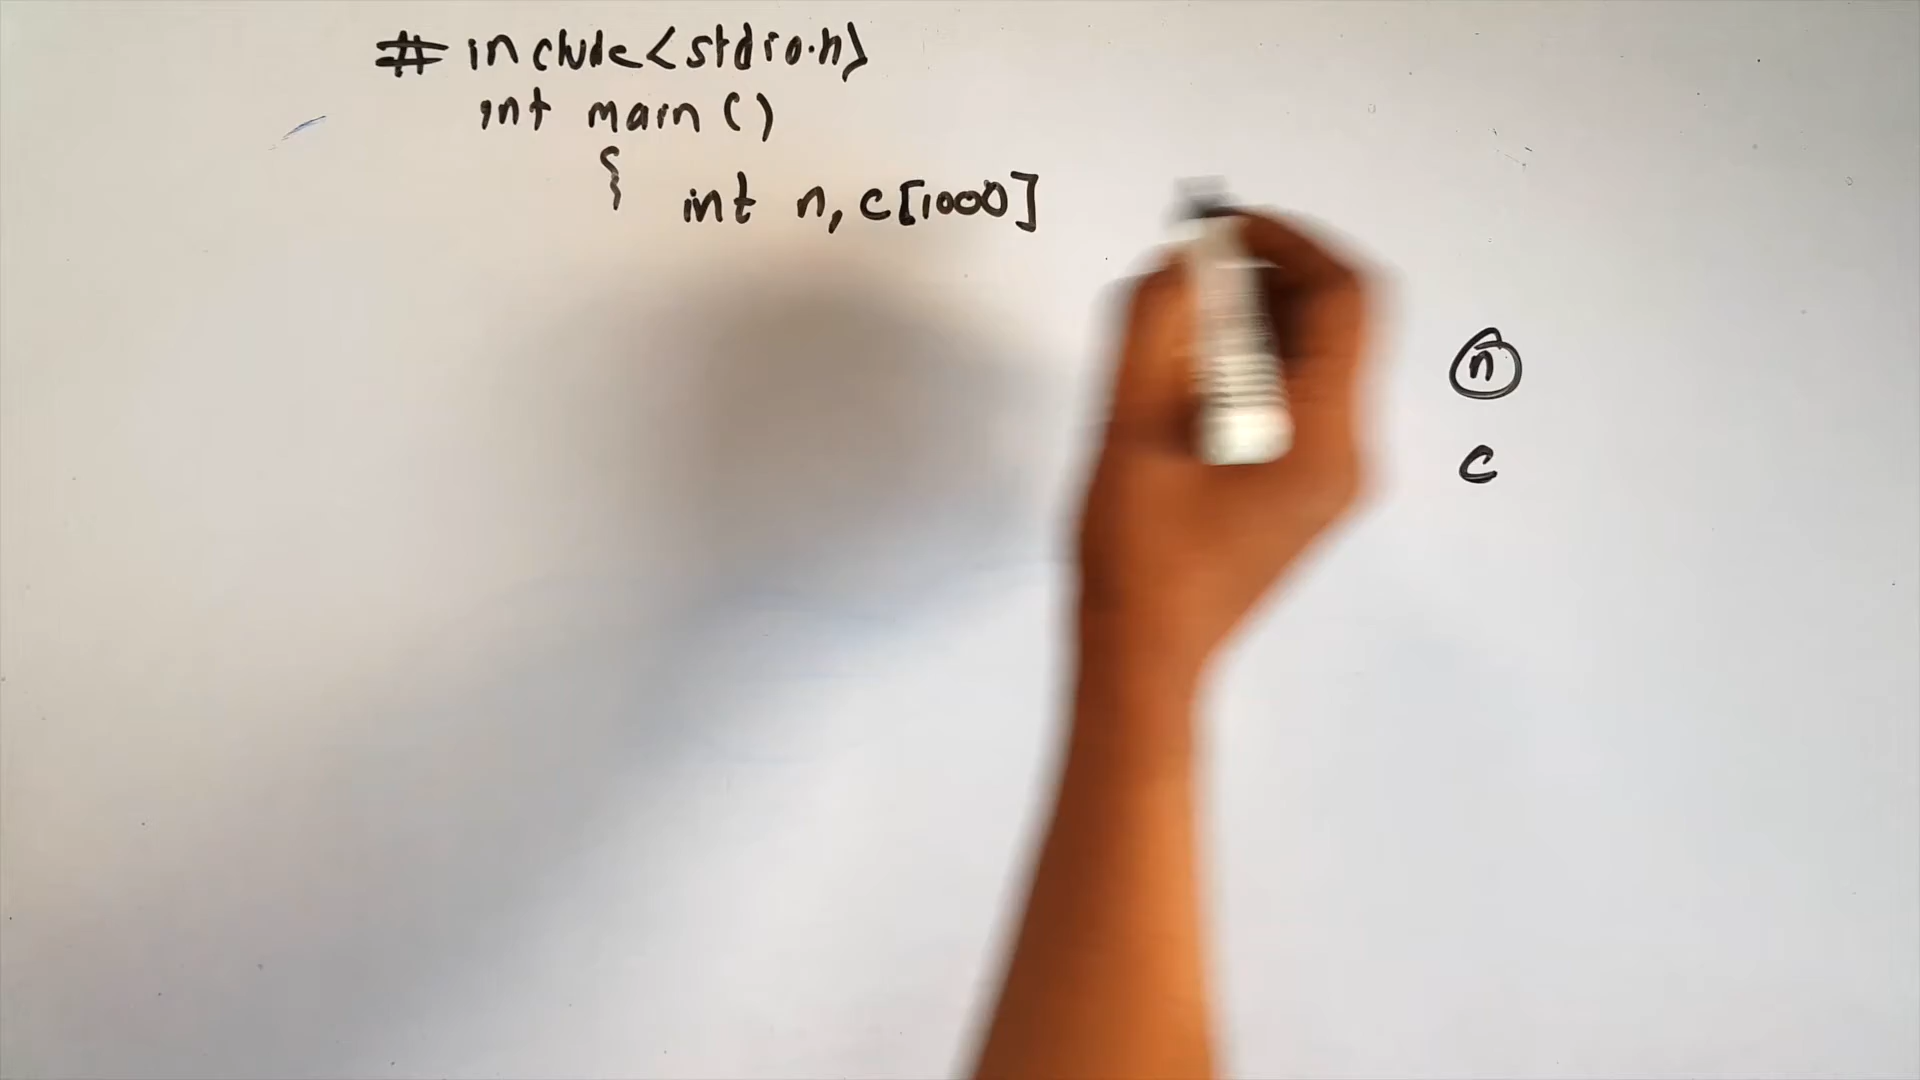 #include<stdio.h>
int main()
{ int n, c[1000]
n
c